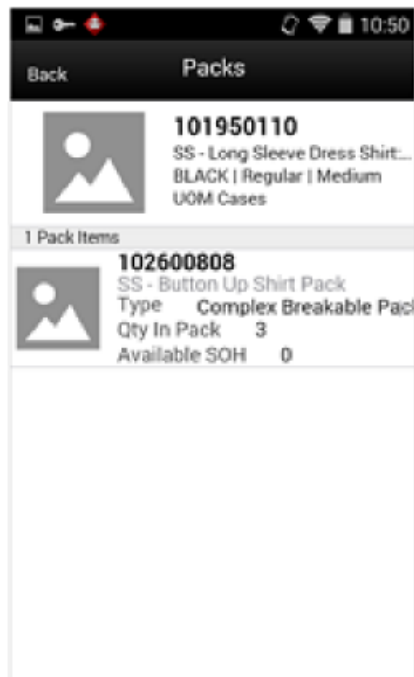 10:50
Back
Packs
101950110
SS - Long Sleeve Dress Shirt:...
BLACK | Regular | Medium
UOM Cases
1 Pack Items
102600808
SS - Button Up Shirt Pack
Type Complex Breakable Pack
Qty In Pack 3
Available SOH 0